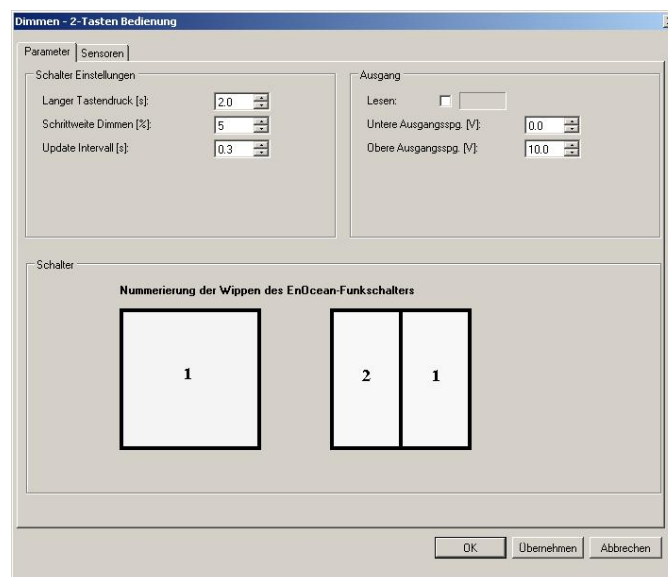 Dimmen - 2-Tasten Bedienung
Parameter
Sensoren
Schalter Einstellungen
Langer Tastendruck [s]: 2.0
Schrittweite Dimmen [%]: 5
Update Intervall [s]: 0.3
Ausgang
Lesen:
Untere Ausgangsspg. [V]: 0.0
Obere Ausgangsspg. [V]: 10.0
Schalter
Nummerierung der Wippen des EnOcean-Funkschalters
1
2 1
OK Übernehmen Abbrechen